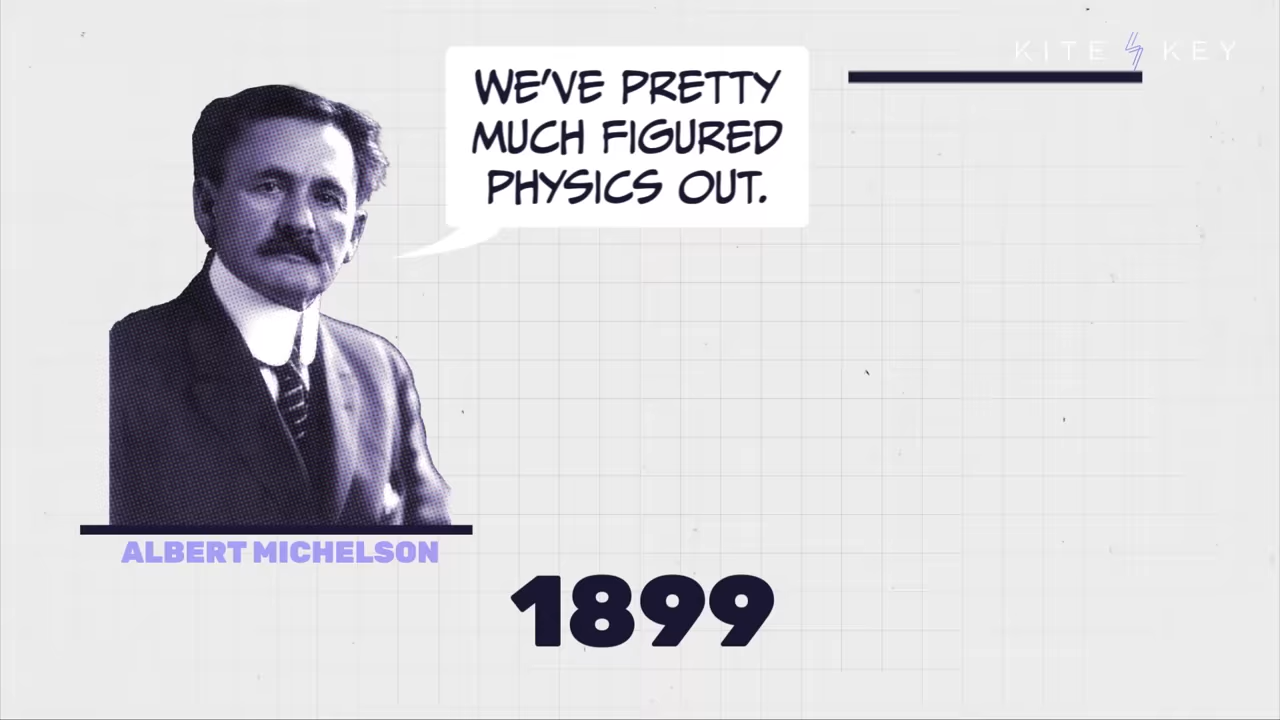 KITE KEY
WE'VE PRETTY
MUCH FIGURED
PHYSICS OUT.
ALBERT MICHELSON
1899